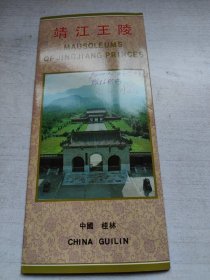 靖江王陵
MAUSOLEUMS
OF JINGJIANG PRINCES
中國 桂林
CHINA GUILIN